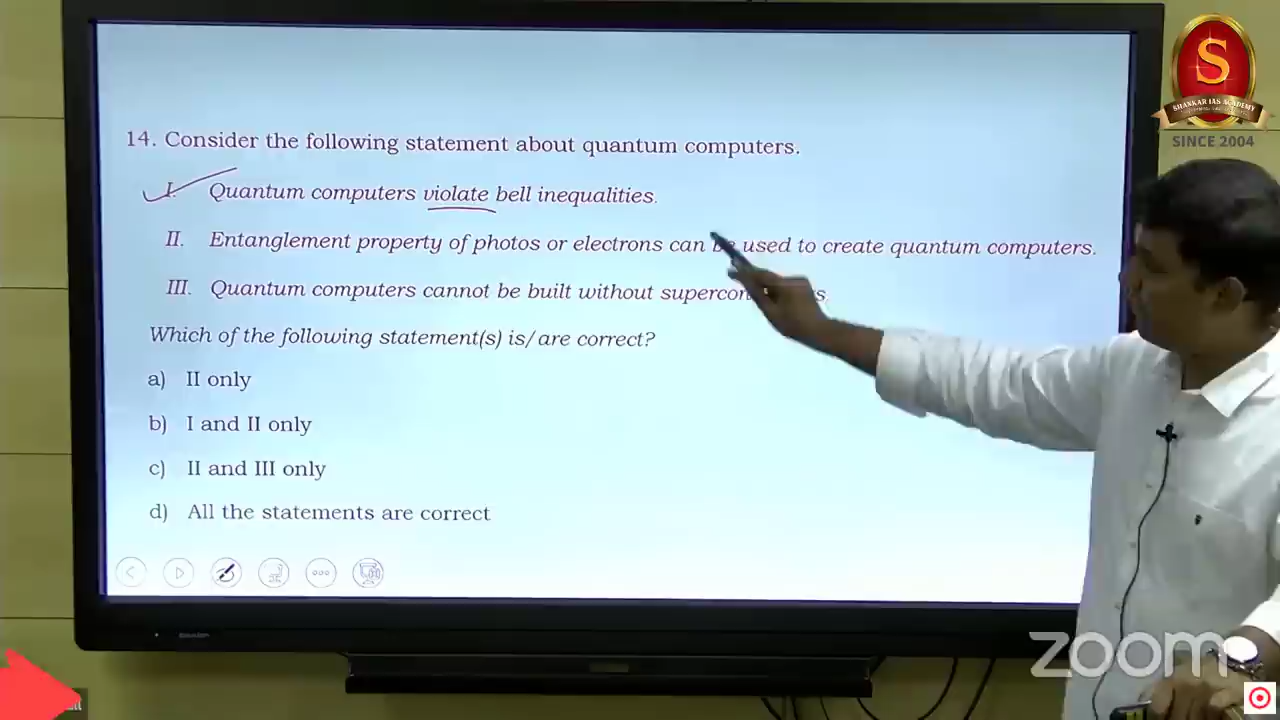 14. Consider the following statement about quantum computers.
I. Quantum computers violate bell inequalities.
II. Entanglement property of photos or electrons can be used to create quantum computers.
III. Quantum computers cannot be built without
Which of the following statement(s) is/are correct?
a) II only
b) I and II only
c) II and III only
d) All the statements are correct
S
SHANKAR IAS ACADEMY
SINCE 2004
zoom